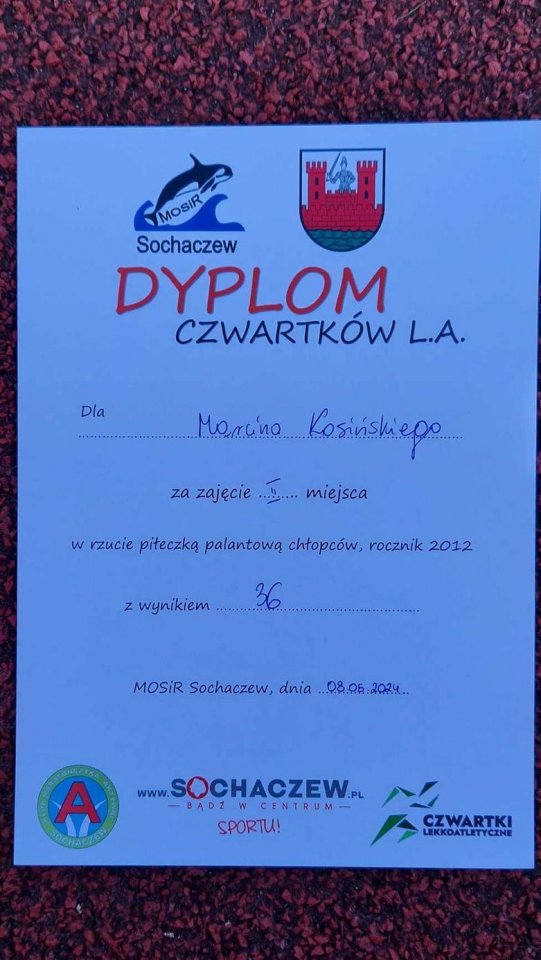 MOSiR
Sochaczew
DYPLOM
CZWARTKÓW L.A.
Dla Marcina Kosińskiego
za zajęcie II miejsca
w rzucie piłeczką palantową chłopców, rocznik 2012
z wynikiem 36
MOSiR Sochaczew, dnia 08.05.2024
A
SOCHACZEW
www.SOCHACZEW.PL
BĄDŹ W CENTRUM
SPORTU!
CZWARTKI
LEKKOATLETYCZNE